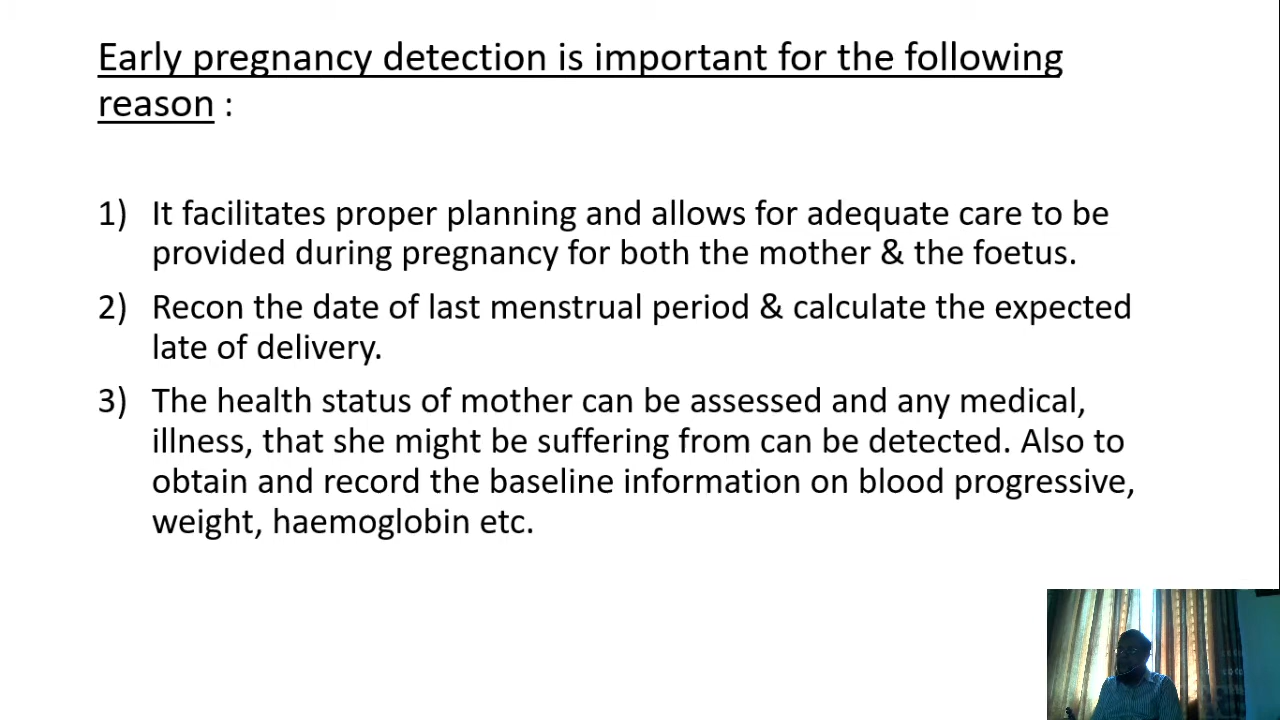 Early pregnancy detection is important for the following
reason :
1) It facilitates proper planning and allows for adequate care to be
provided during pregnancy for both the mother & the foetus.
2) Recon the date of last menstrual period & calculate the expected
late of delivery.
3) The health status of mother can be assessed and any medical,
illness, that she might be suffering from can be detected. Also to
obtain and record the baseline information on blood progressive,
weight, haemoglobin etc.